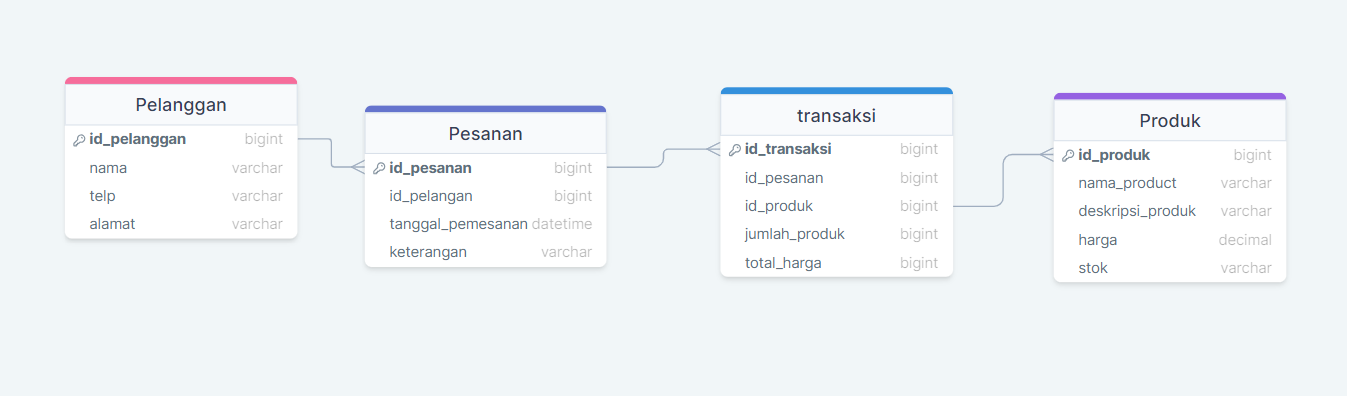 Pelanggan
id_pelanggan bigint
nama varchar
telp varchar
alamat varchar
Pesanan
id_pesanan bigint
id_pelangan bigint
tanggal_pemesanan datetime
keterangan varchar
transaksi
id_transaksi bigint
id_pesanan bigint
id_produk bigint
jumlah_produk bigint
total_harga bigint
Produk
id_produk bigint
nama_product varchar
deskripsi_produk varchar
harga decimal
stok varchar